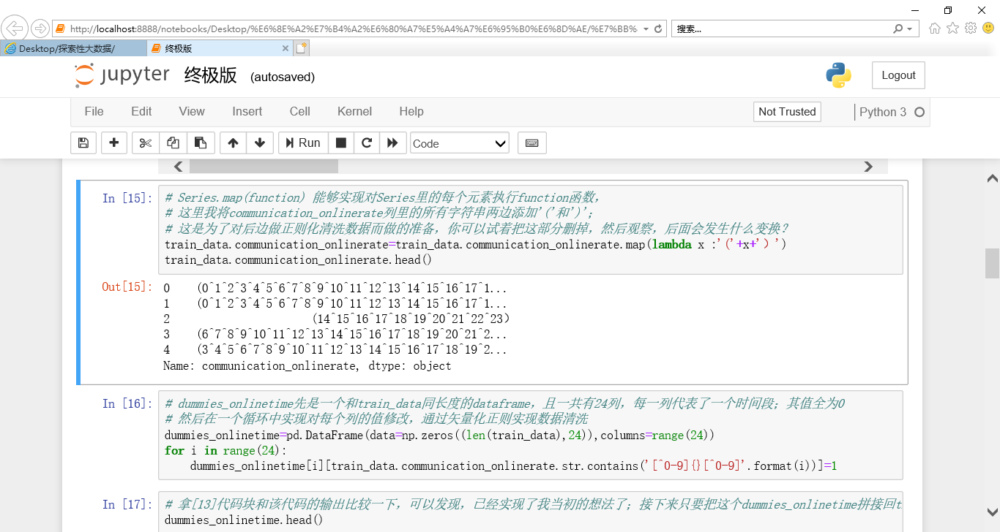 http://localhost:8888/notebooks/Desktop/%E6%8E%A2%E7%B4%A2%E6%80%A7%E5%A4%A7%E6%95%B0%E6%8D%AE/%E7%BB%
搜索...
Desktop/探索性大数据/
终极版
jupyter 终极版 (autosaved)
Logout
File Edit View Insert Cell Kernel Help
Not Trusted
Python 3
Run
Code
In [15]:
# Series.map(function) 能够实现对Series里的每个元素执行function函数,
# 这里我将communication_onlinerate列里的所有字符串两边添加'('和')';
# 这是为了对后边做正则化清洗数据而做的准备, 你可以试着把这部分删掉, 然后观察, 后面会发生什么变换?
train_data.communication_onlinerate=train_data.communication_onlinerate.map(lambda x :'('+x+')')
train_data.communication_onlinerate.head()
Out[15]:
0 (0^1^2^3^4^5^6^7^8^9^10^11^12^13^14^15^16^17^1...
1 (0^1^2^3^4^5^6^7^8^9^10^11^12^13^14^15^16^17^1...
2 (14^15^16^17^18^19^20^21^22^23)
3 (6^7^8^9^10^11^12^13^14^15^16^17^18^19^20^21^2...
4 (3^4^5^6^7^8^9^10^11^12^13^14^15^16^17^18^19^2...
Name: communication_onlinerate, dtype: object
In [16]:
# dummies_onlinetime先是一个和train_data同长度的dataframe, 且一共有24列, 每一列代表了一个时间段; 其值全为0
# 然后在一个循环中实现对每个列的值修改, 通过矢量化正则实现数据清洗
dummies_onlinetime=pd.DataFrame(data=np.zeros((len(train_data),24)),columns=range(24))
for i in range(24):
dummies_onlinetime[i][train_data.communication_onlinerate.str.contains('[^0-9]{}[^0-9]'.format(i))]=1
In [17]:
# 拿[13]代码块和该代码的输出比较一下, 可以发现, 已经实现了我当初的想法了; 接下来只要把这个dummies_onlinetime拼接回t
dummies_onlinetime.head()